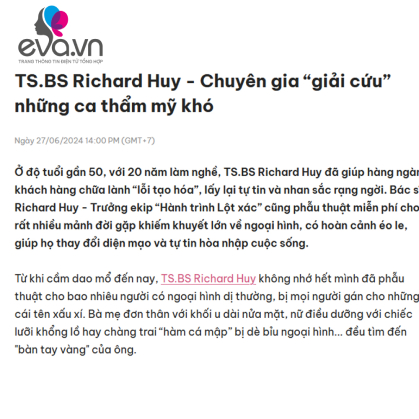 eva.vn
TRANG THÔNG TIN ĐIỆN TỬ TỔNG HỢP
TS.BS Richard Huy - Chuyên gia “giải cứu”
những ca thẩm mỹ khó
Ngày 27/06/2024 14:00 PM (GMT+7)
Ở độ tuổi gần 50, với 20 năm làm nghề, TS.BS Richard Huy đã giúp hàng ngàn
khách hàng chữa lành “lỗi tạo hóa”, lấy lại tự tin và nhan sắc rạng ngời. Bác s
Richard Huy - Trưởng ekip “Hành trình Lột xác” cũng phẫu thuật miễn phí cho
rất nhiều mảnh đời gặp khiếm khuyết lớn về ngoại hình, có hoàn cảnh éo le,
giúp họ thay đổi diện mạo và tự tin hòa nhập cuộc sống.
Từ khi cầm dao mổ đến nay, TS.BS Richard Huy không nhớ hết mình đã phẫu
thuật cho bao nhiêu người có ngoại hình dị thường, bị mọi người gán cho những
cái tên xấu xí. Bà mẹ đơn thân với khối u dài nửa mặt, nữ điều dưỡng với chiếc
lưỡi khổng lồ hay chàng trai “hàm cá mập” bị dè bỉu ngoại hình... đều tìm đến
"bàn tay vàng" của ông.